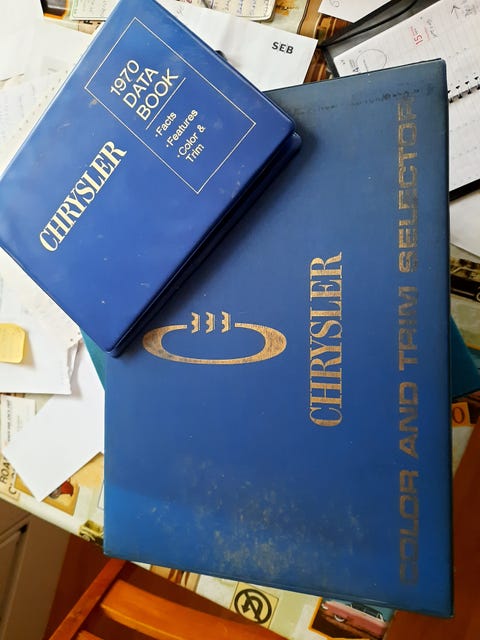 1970
DATA
BOOK
·Facts
·Features
·Color &
Trim
CHRYSLER
CHRYSLER
COLOR AND TRIM SELECTOR
SEB